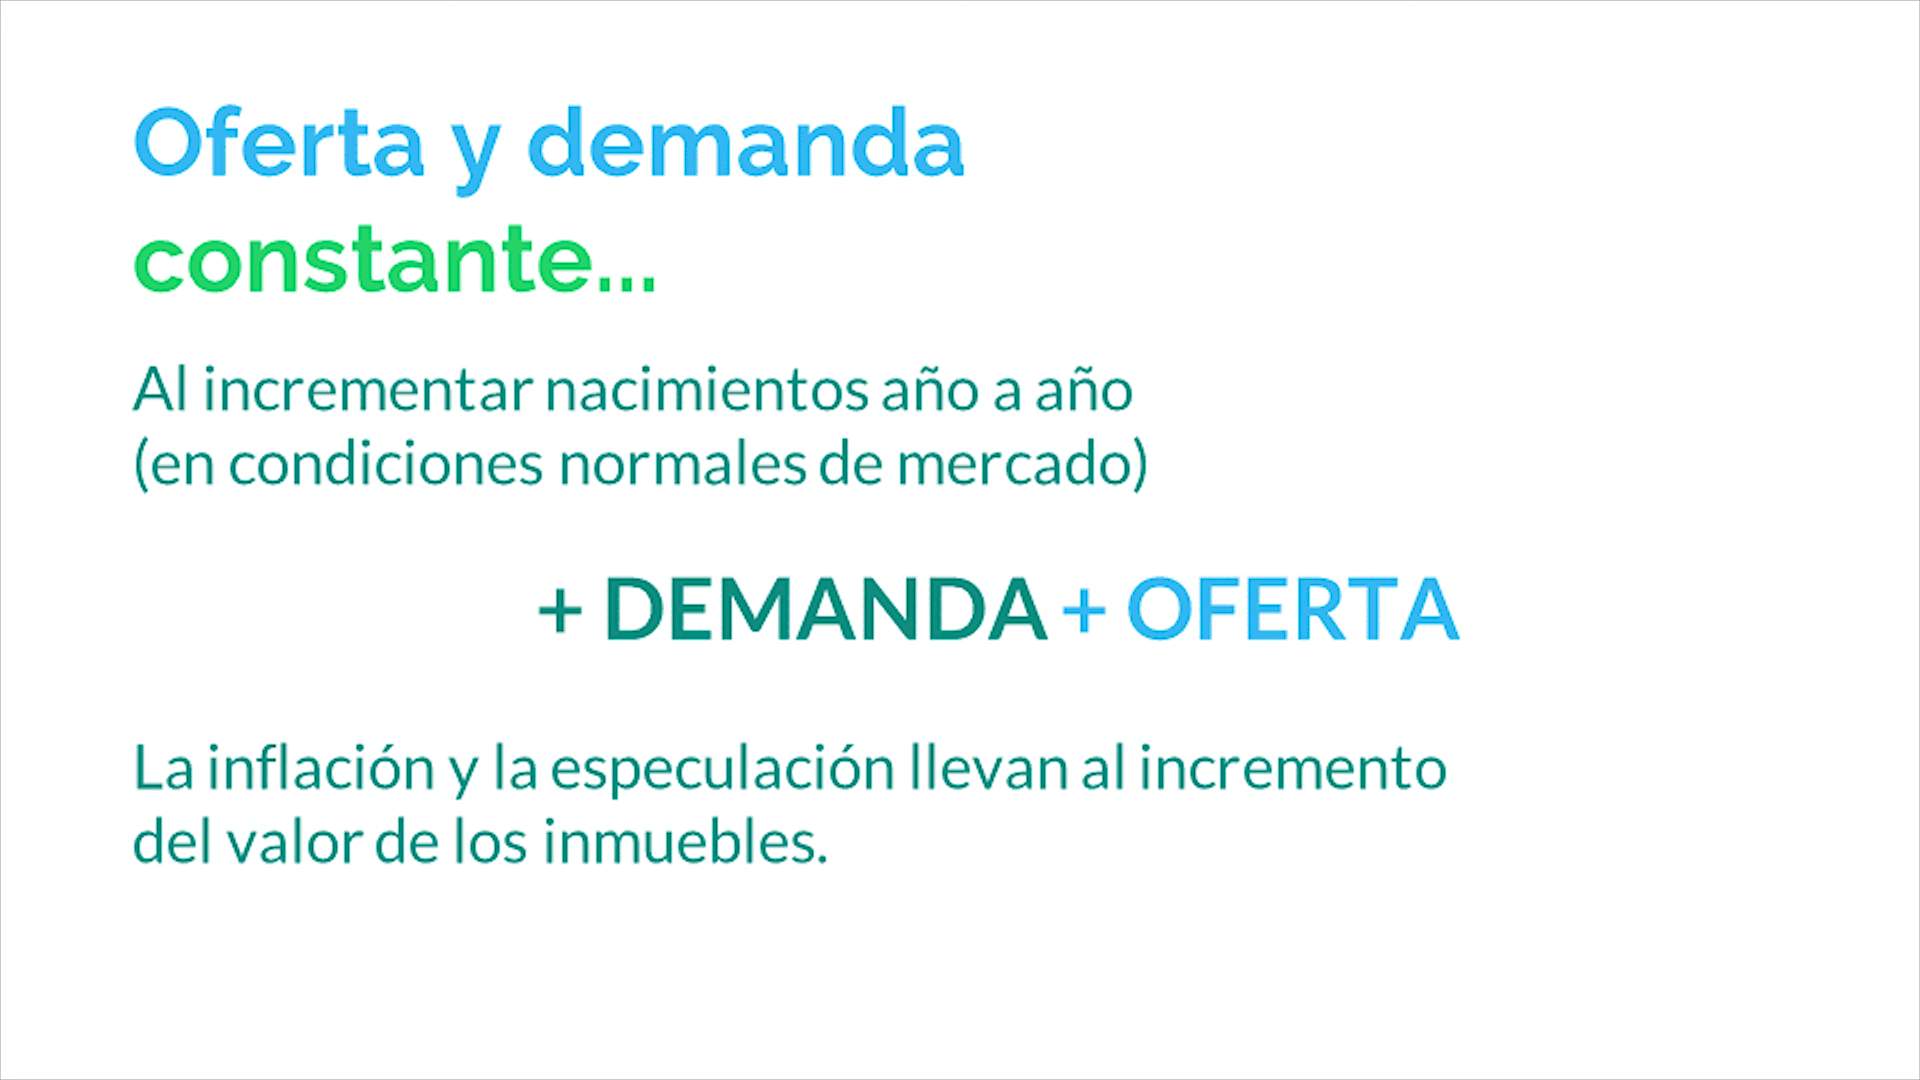 Oferta y demanda
constante...
Al incrementar nacimientos año a año
(en condiciones normales de mercado)
+ DEMANDA + OFERTA
La inflación y la especulación llevan al incremento
del valor de los inmuebles.